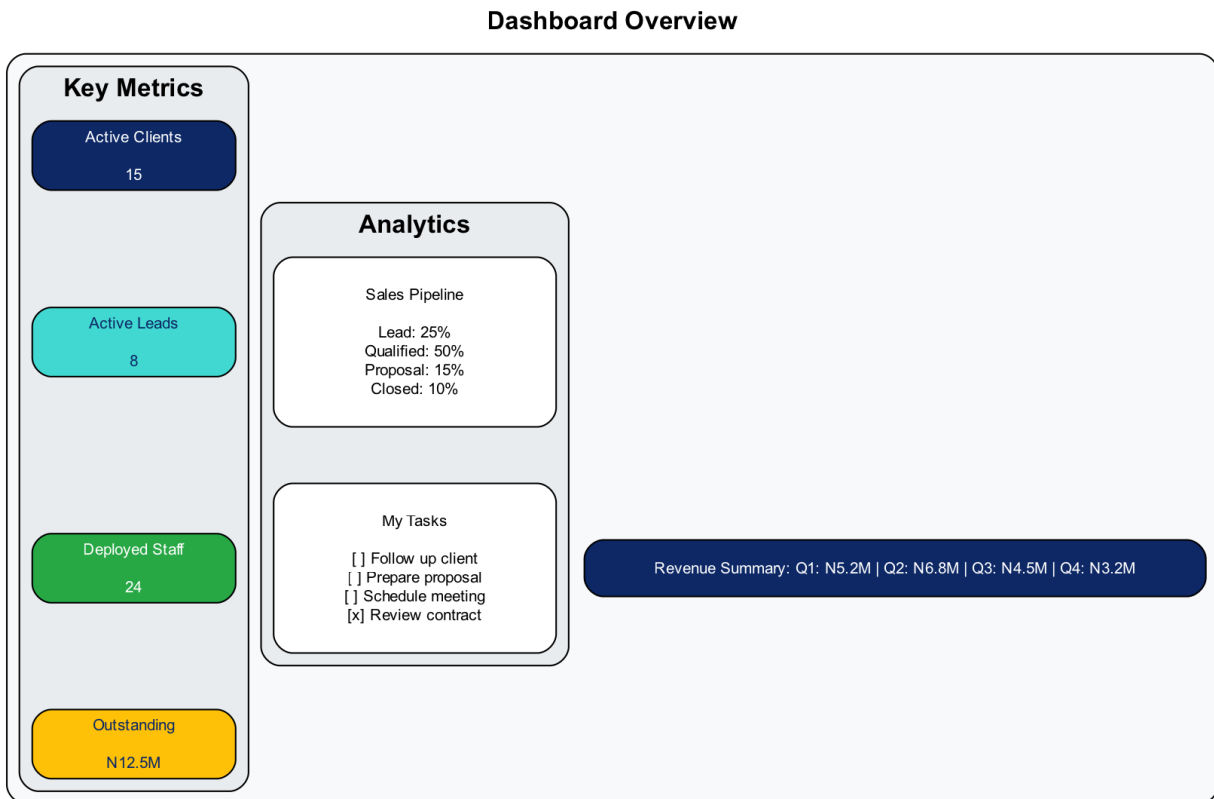 Dashboard Overview
Key Metrics
Active Clients
15
Active Leads
8
Deployed Staff
24
Outstanding
N12.5M
Analytics
Sales Pipeline
Lead: 25%
Qualified: 50%
Proposal: 15%
Closed: 10%
My Tasks
[ ] Follow up client
[ ] Prepare proposal
[ ] Schedule meeting
[x] Review contract
Revenue Summary: Q1: N5.2M | Q2: N6.8M | Q3: N4.5M | Q4: N3.2M